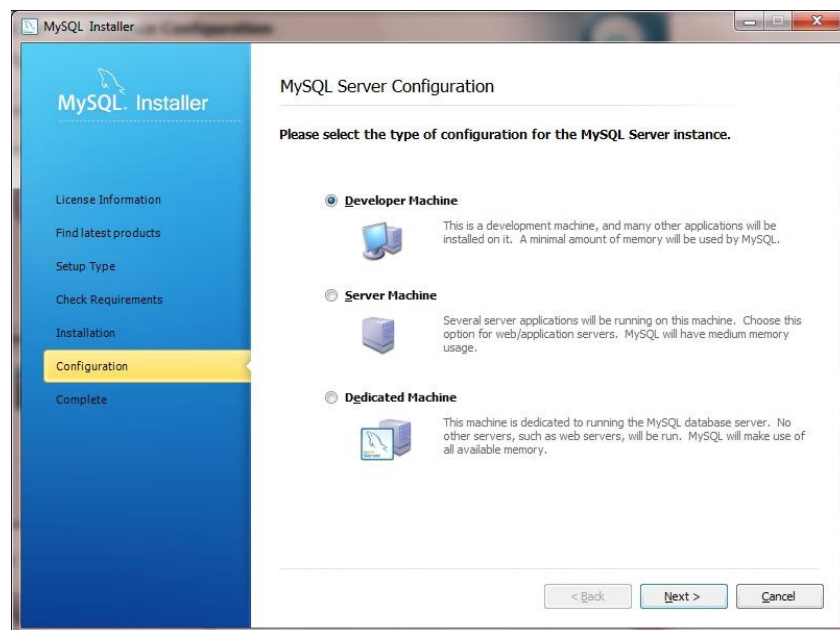 MySQL Installer
MySQL. Installer
License Information
Find latest products
Setup Type
Check Requirements
Installation
Configuration
Complete
MySQL Server Configuration
Please select the type of configuration for the MySQL Server instance.
Developer Machine
This is a development machine, and many other applications will be
installed on it. A minimal amount of memory will be used by MySQL.
Server Machine
Several server applications will be running on this machine. Choose this
option for web/application servers. MySQL will have medium memory
usage.
Dedicated Machine
This machine is dedicated to running the MySQL database server. No
other servers, such as web servers, will be run. MySQL will make use of
all available memory.
< Back
Next >
Cancel